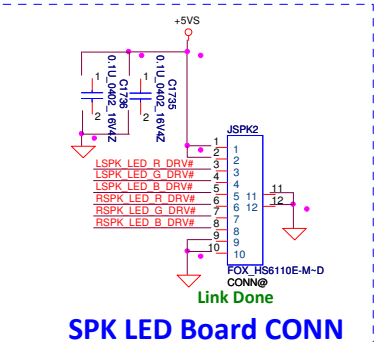 +5VS
1
2
0.1U_0402_16V4Z
C1736
1
2
0.1U_0402_16V4Z
C1735
JSPK2
1 1
2 2
LSPK_LED_R_DRV# 3 3
LSPK_LED_G_DRV# 4 4
LSPK_LED_B_DRV# 5 5 11 11
RSPK_LED_R_DRV# 6 6 12 12
RSPK_LED_G_DRV# 7 7
RSPK_LED_B_DRV# 8 8
9 9
10 10
FOX_HS6110E-M~D
CONN@
Link Done
SPK LED Board CONN